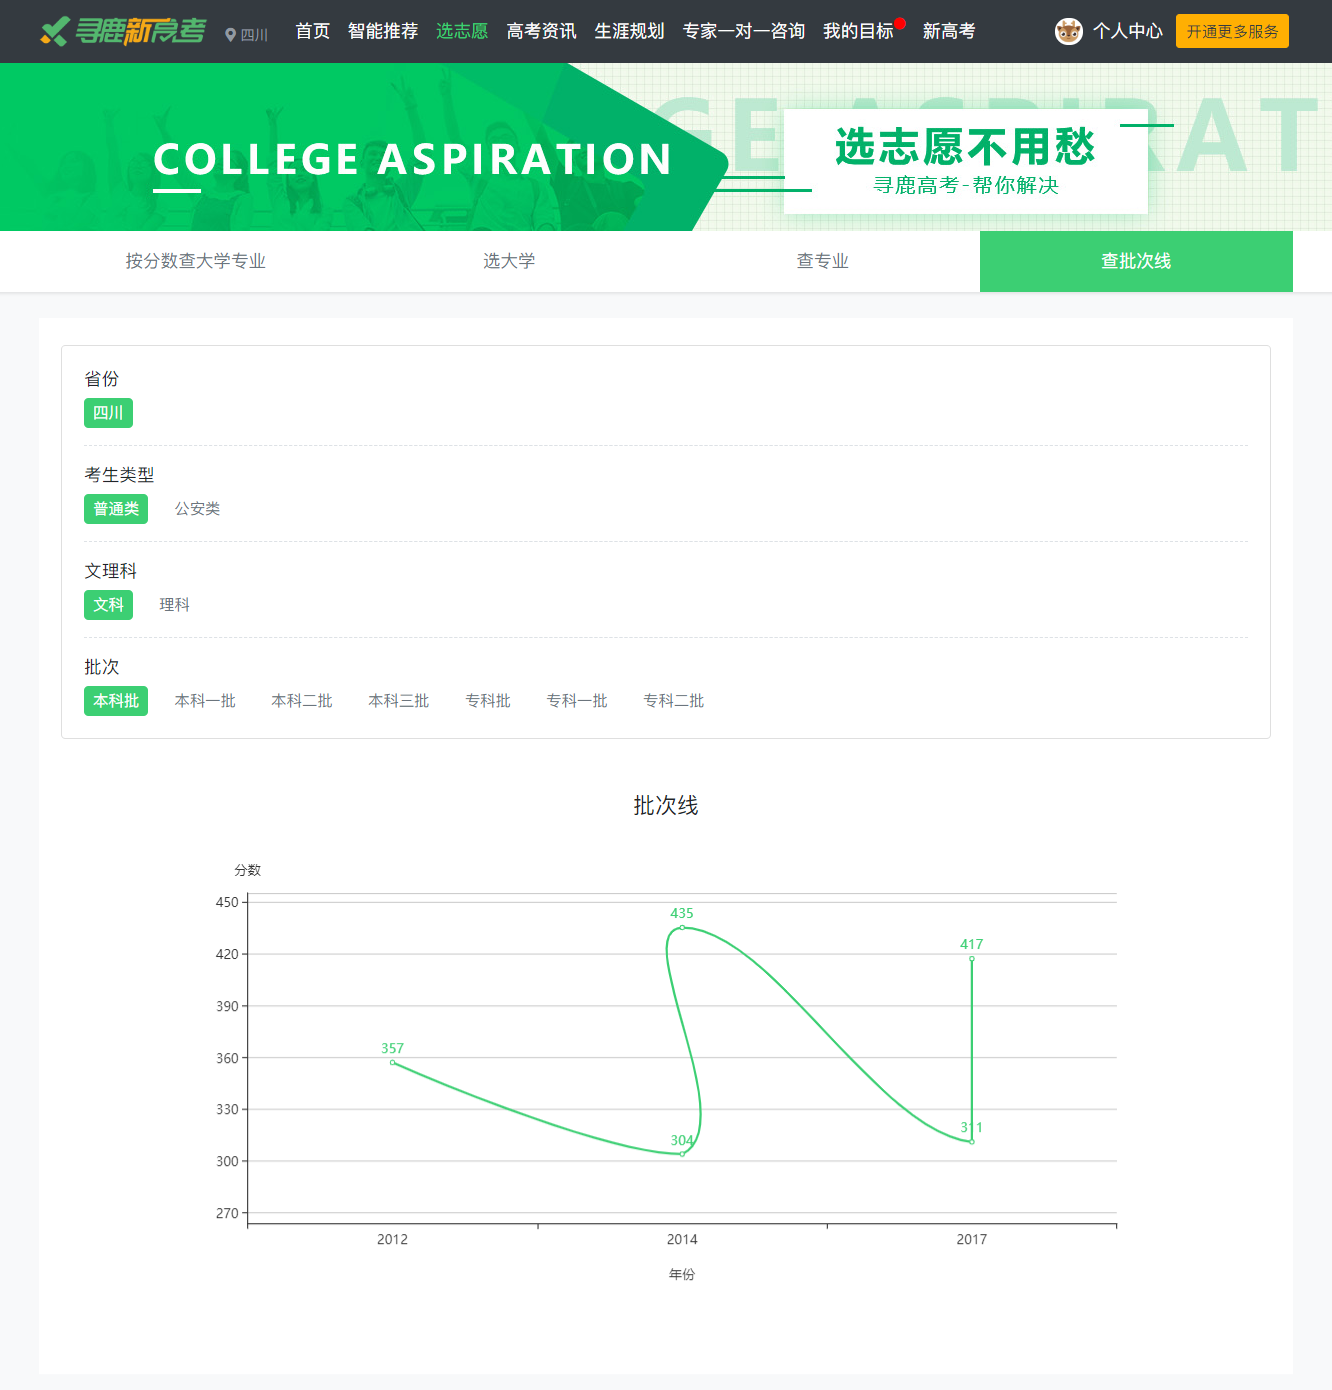 寻鹿新高考 四川 首页 智能推荐 选志愿 高考资讯 生涯规划 专家一对一咨询 我的目标 新高考 个人中心 开通更多服务
GE ASPIRAT
COLLEGE ASPIRATION
选志愿不用愁
寻鹿高考-帮你解决
按分数查大学专业 选大学 查专业 查批次线
省份
四川
考生类型
普通类 公安类
文理科
文科 理科
批次
本科批 本科一批 本科二批 本科三批 专科批 专科一批 专科二批
批次线
分数
450
435
417
420
390
357
360
330
311
304
300
270
2012 2014 2017
年份